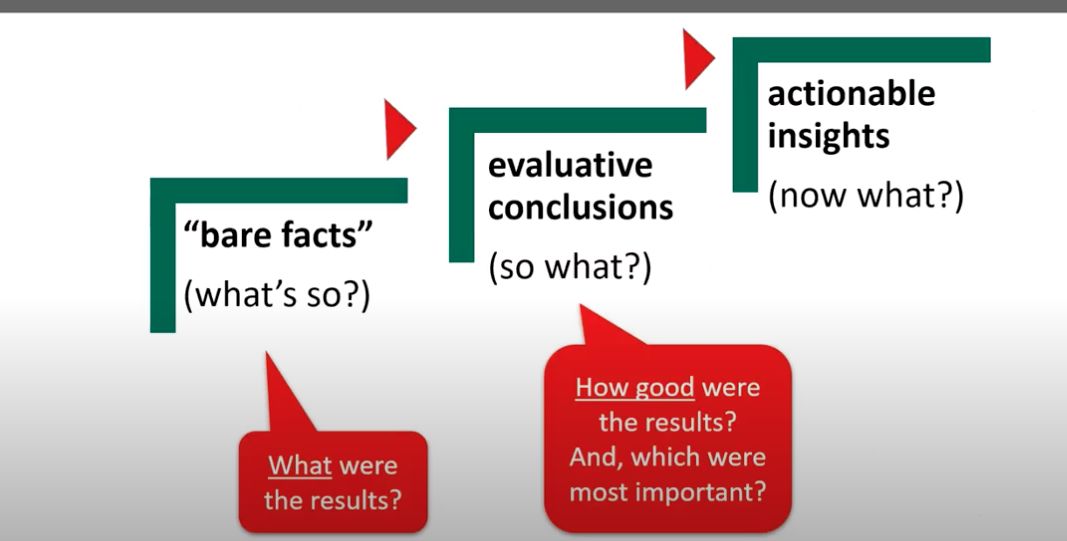 “bare facts”
(what’s so?)
evaluative
conclusions
(so what?)
actionable
insights
(now what?)
What were
the results?
How good were
the results?
And, which were
most important?